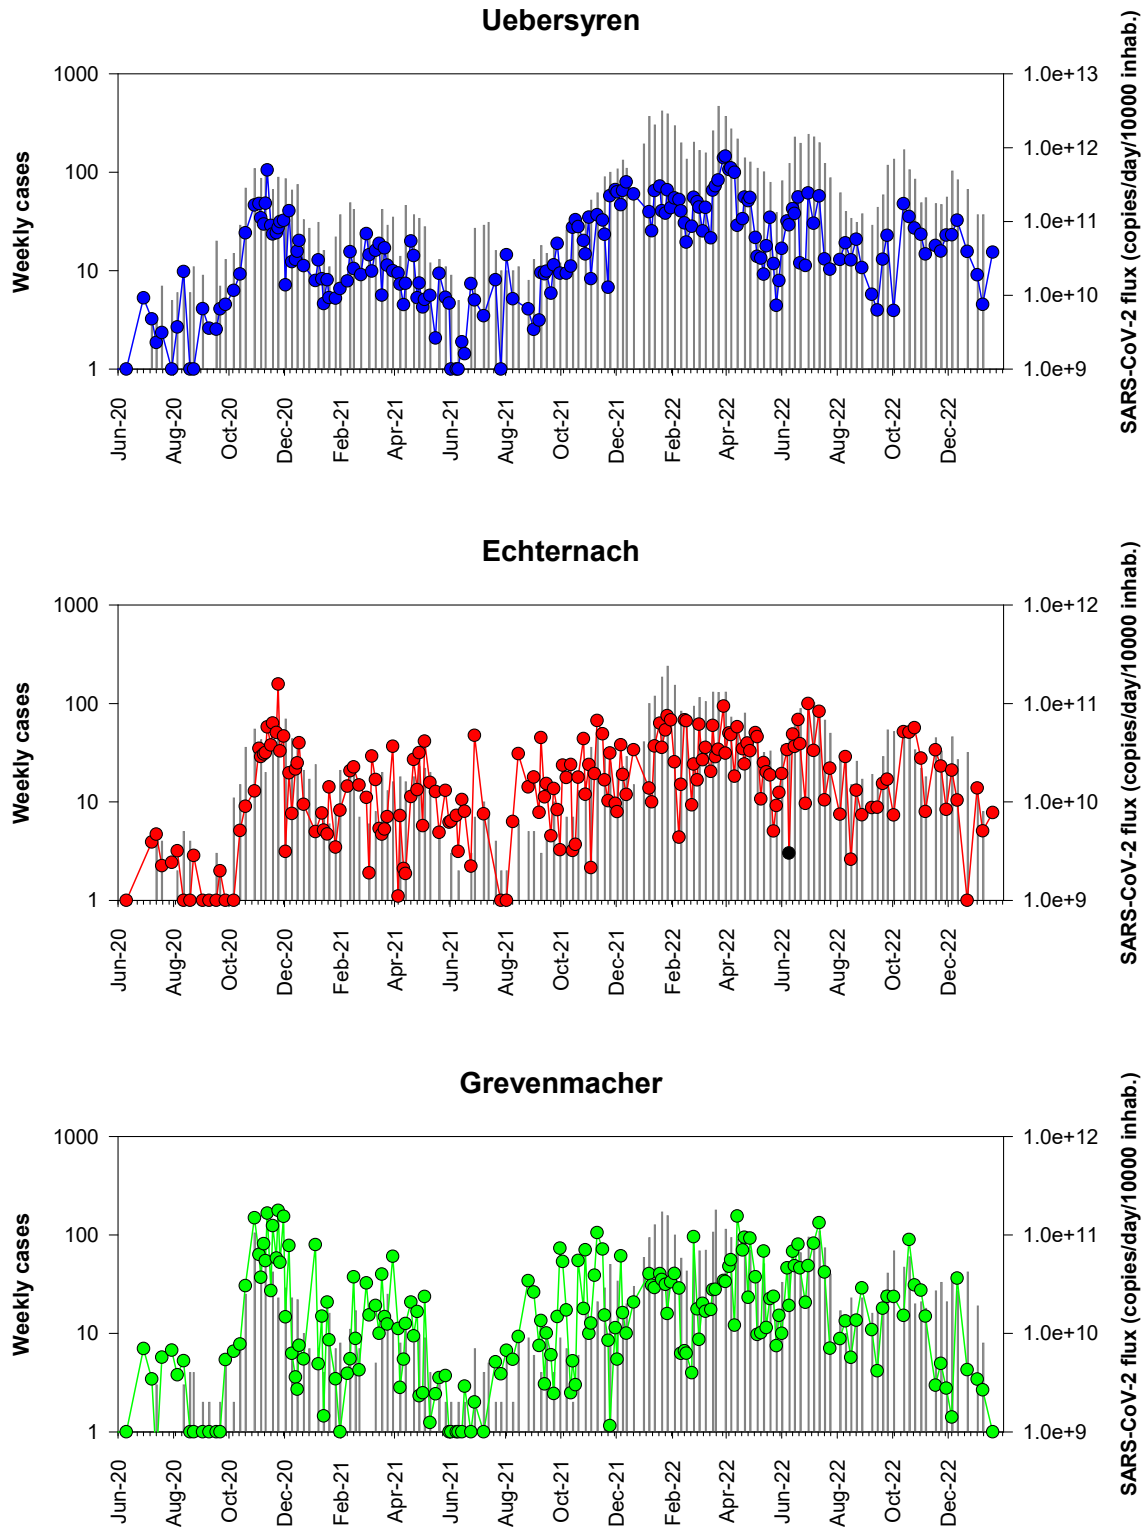 Uebersyren
Weekly cases
1000
100
10
1
1.0e+13
1.0e+12
1.0e+11
1.0e+10
1.0e+9
SARS-CoV-2 flux (copies/day/10000 inhab.)
Jun-20
Aug-20
Oct-20
Dec-20
Feb-21
Apr-21
Jun-21
Aug-21
Oct-21
Dec-21
Feb-22
Apr-22
Jun-22
Aug-22
Oct-22
Dec-22
Echternach
Weekly cases
1000
100
10
1
1.0e+12
1.0e+11
1.0e+10
1.0e+9
SARS-CoV-2 flux (copies/day/10000 inhab.)
Jun-20
Aug-20
Oct-20
Dec-20
Feb-21
Apr-21
Jun-21
Aug-21
Oct-21
Dec-21
Feb-22
Apr-22
Jun-22
Aug-22
Oct-22
Dec-22
Grevenmacher
Weekly cases
1000
100
10
1
1.0e+12
1.0e+11
1.0e+10
1.0e+9
SARS-CoV-2 flux (copies/day/10000 inhab.)
Jun-20
Aug-20
Oct-20
Dec-20
Feb-21
Apr-21
Jun-21
Aug-21
Oct-21
Dec-21
Feb-22
Apr-22
Jun-22
Aug-22
Oct-22
Dec-22